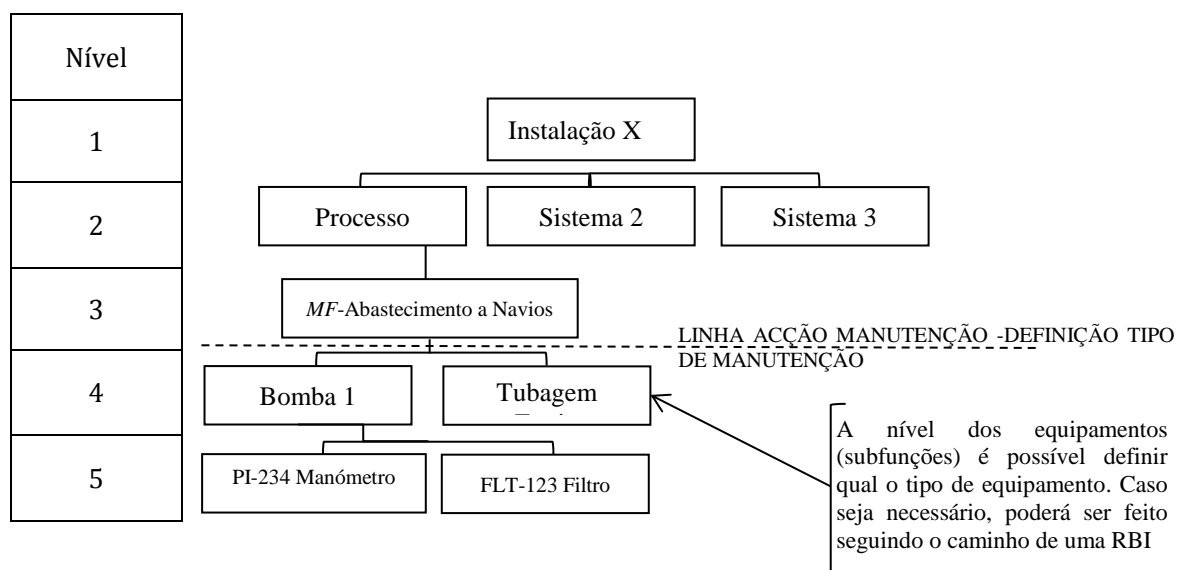 Nível
1
Instalação X
2
Processo
Sistema 2
Sistema 3
3
MF-Abastecimento a Navios
LINHA ACÇÃO MANUTENÇÃO -DEFINIÇÃO TIPO
DE MANUTENÇÃO
4
Bomba 1
Tubagem
A nível dos equipamentos
(subfunções) é possível definir
qual o tipo de equipamento. Caso
seja necessário, poderá ser feito
seguindo o caminho de uma RBI
5
PI-234 Manómetro
FLT-123 Filtro